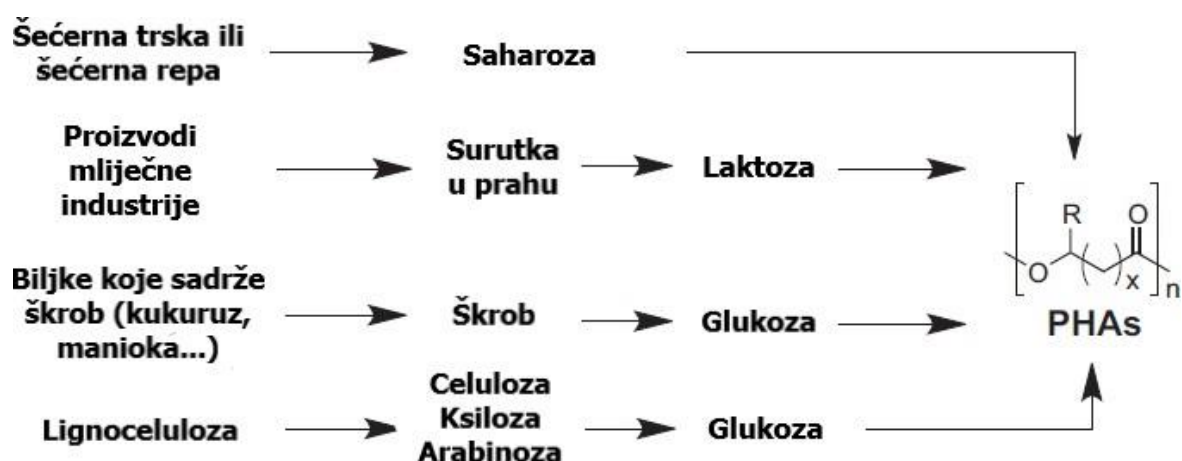 Šećerna trska ili
šećerna repa
Saharoza
Proizvodi
mliječne
industrije
Surutka
u prahu
Laktoza
R
O
O
x
n
PHAs
Biljke koje sadrže
škrob (kukuruz,
manioka...)
Škrob
Glukoza
Lignoceluloza
Celuloza
Ksiloza
Arabinoza
Glukoza